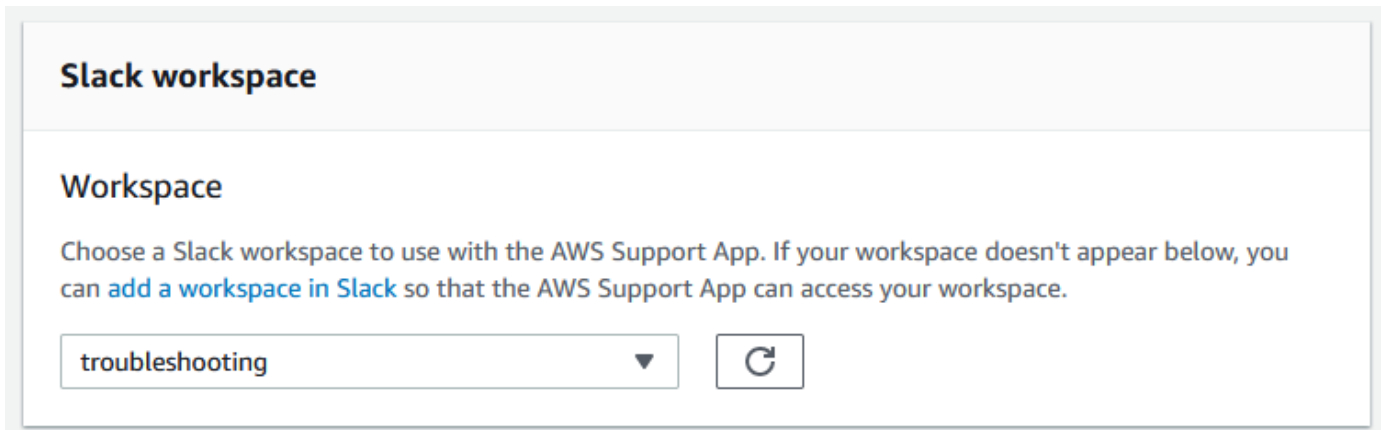 Slack workspace
Workspace
Choose a Slack workspace to use with the AWS Support App. If your workspace doesn't appear below, you
can add a workspace in Slack so that the AWS Support App can access your workspace.
troubleshooting